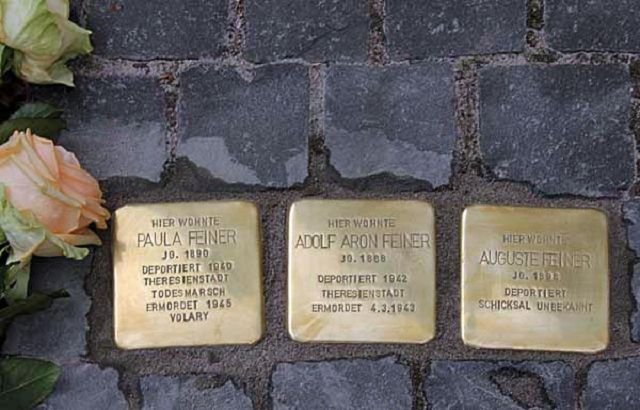 HIER WOHNTE
PAULA FEINER
JG. 1890
DEPORTIERT 1940
THERESIENSTADT
TODESMARSCH
ERMORDET 1945
VOLARY
HIER WOHNTE
ADOLF ARON FEINER
JG. 1868
DEPORTIERT 1942
THERESIENSTADT
ERMORDET 4.3.1943
HIER WOHNTE
AUGUSTE FEINER
JG.
DEPORTIERT
SCHICKSAL UNBEKANNT